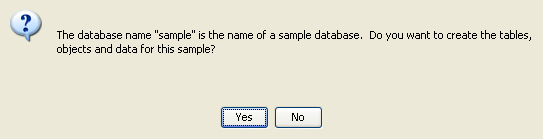 The database name "sample" is the name of a sample database.  Do you want to create the tables,
objects and data for this sample?
Yes No